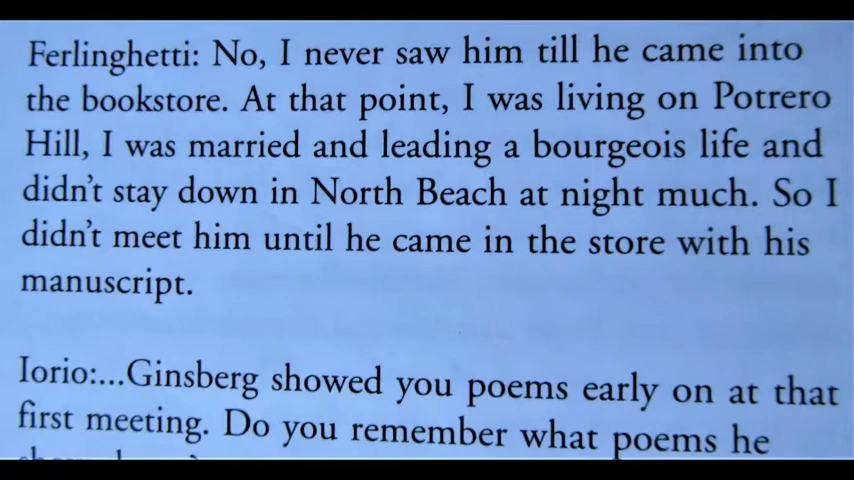 Ferlinghetti: No, I never saw him till he came into
the bookstore. At that point, I was living on Potrero
Hill, I was married and leading a bourgeois life and
didn't stay down in North Beach at night much. So I
didn't meet him until he came in the store with his
manuscript.
Iorio:...Ginsberg showed you poems early on at that
first meeting. Do you remember what poems he